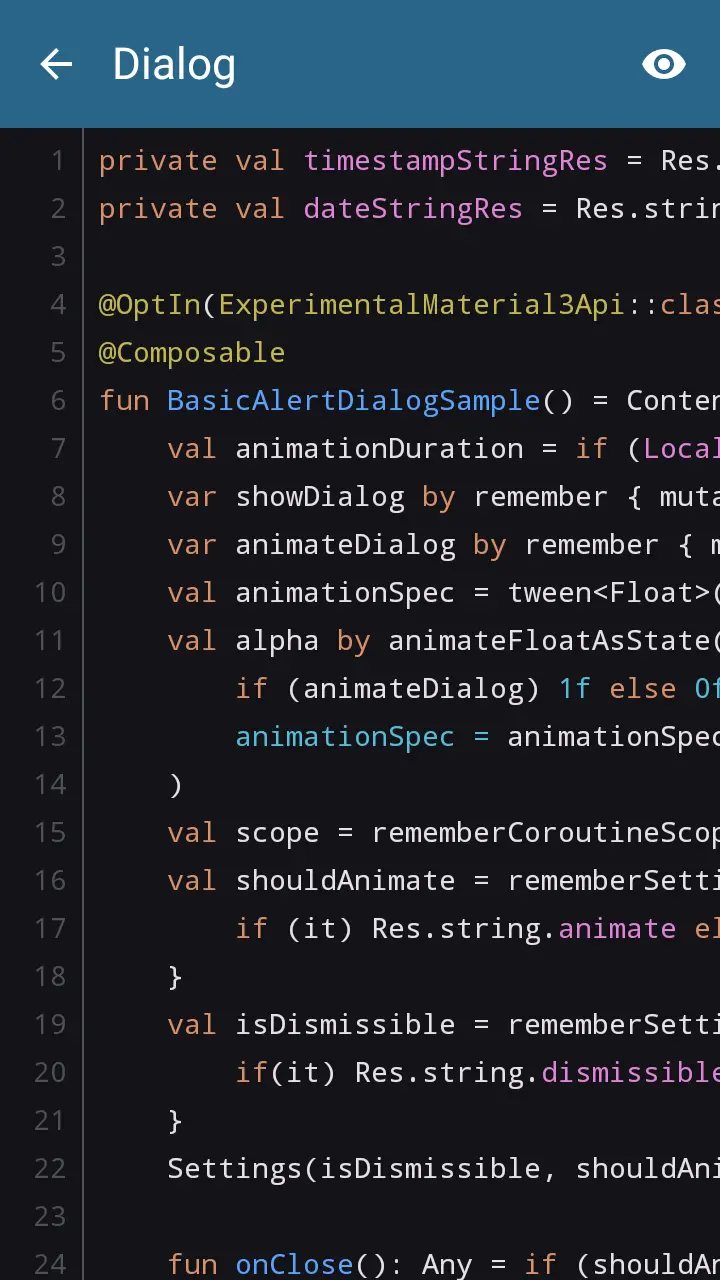 Dialog
1 private val timestampStringRes = Res.
2 private val dateStringRes = Res.strin
3
4 @OptIn(ExperimentalMaterial3Api::clas
5 @Composable
6 fun BasicAlertDialogSample() = Conten
7 val animationDuration = if (Local
8 var showDialog by remember { muta
9 var animateDialog by remember { m
10 val animationSpec = tween<Float>(
11 val alpha by animateFloatAsState(
12 if (animateDialog) 1f else 0f
13 animationSpec = animationSpec
14 )
15 val scope = rememberCoroutineScop
16 val shouldAnimate = rememberSetti
17 if (it) Res.string.animate el
18 }
19 val isDismissible = rememberSetti
20 if(it) Res.string.dismissible
21 }
22 Settings(isDismissible, shouldAni
23
24 fun onClose(): Any = if (shouldAn